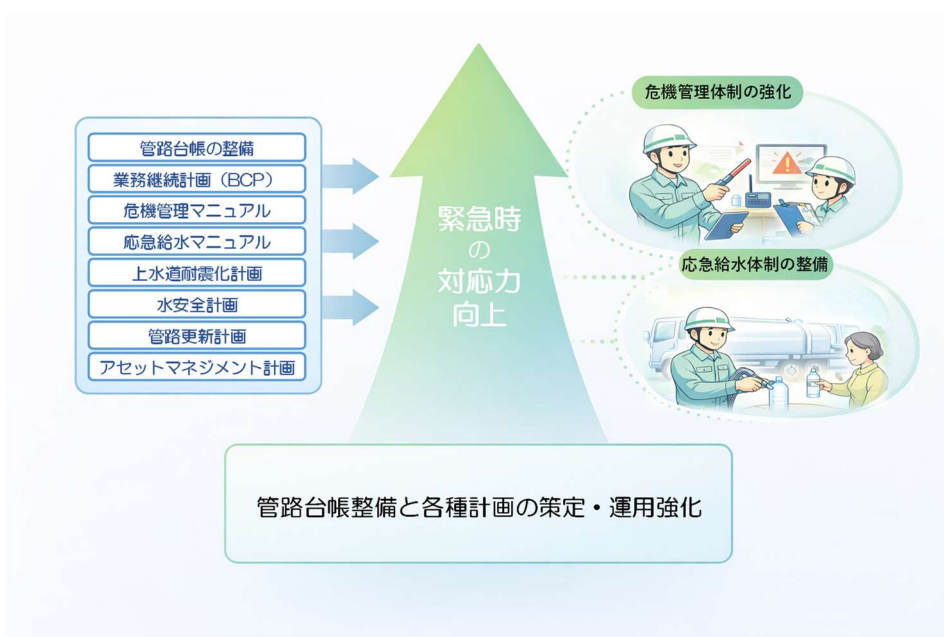 管路台帳の整備
業務継続計画（BCP）
危機管理マニュアル
応急給水マニュアル
上水道耐震化計画
水安全計画
管路更新計画
アセットマネジメント計画
緊急時
の
対応力
向上
危機管理体制の強化
応急給水体制の整備
管路台帳整備と各種計画の策定・運用強化